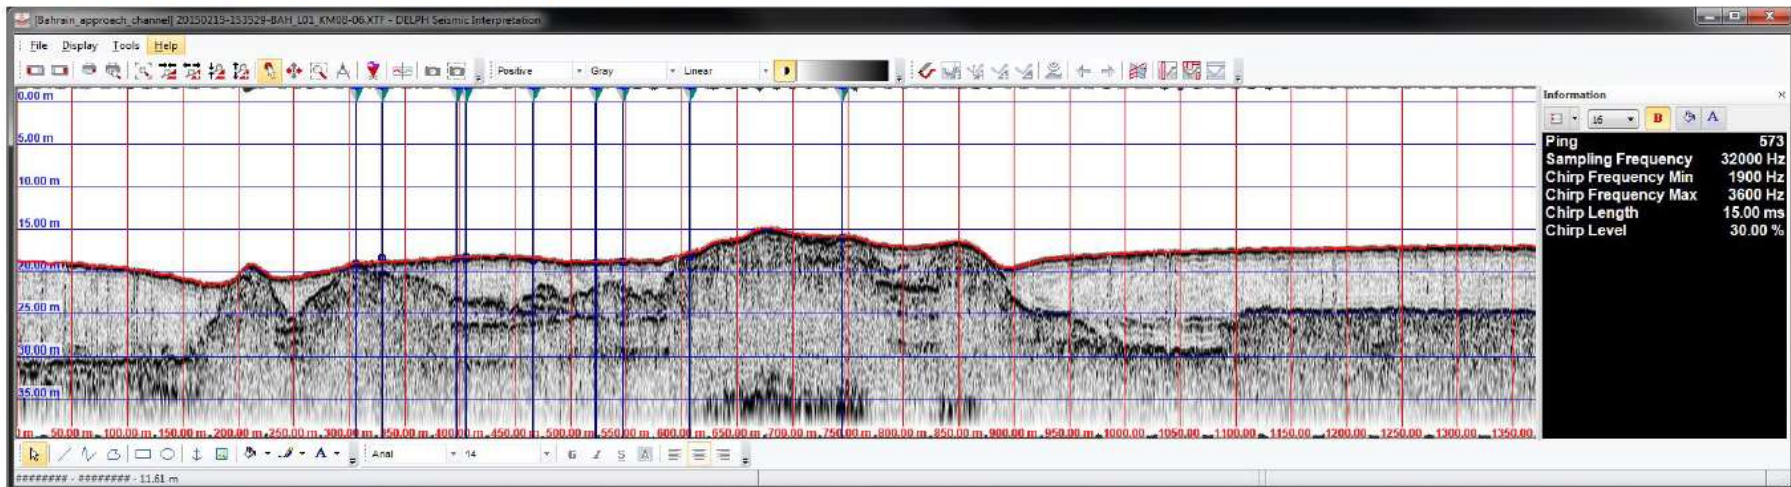 [Bahrain_approach_channel] 20150215-153529-BAH_L01_KM08-06.XTF - DELPH Seismic Interpretation
File Display Tools Help
Positive Gray Linear
Information
16 B A
0.00 m
5.00 m
10.00 m
15.00 m
20.00 m
25.00 m
30.00 m
35.00 m
Ping 573
Sampling Frequency 32000 Hz
Chirp Frequency Min 1900 Hz
Chirp Frequency Max 3600 Hz
Chirp Length 15.00 ms
Chirp Level 30.00 %
50.00 m 100.00 m 150.00 m 200.00 m 250.00 m 300.00 m 350.00 m 400.00 m 450.00 m 500.00 m 550.00 m 600.00 m 650.00 m 700.00 m 750.00 m 800.00 m 850.00 m 900.00 m 950.00 m 1000.00 m 1050.00 m 1100.00 m 1150.00 m 1200.00 m 1250.00 m 1300.00 m 1350.00
A Arial 14 G I S A
######## - ######## - 11.61 m